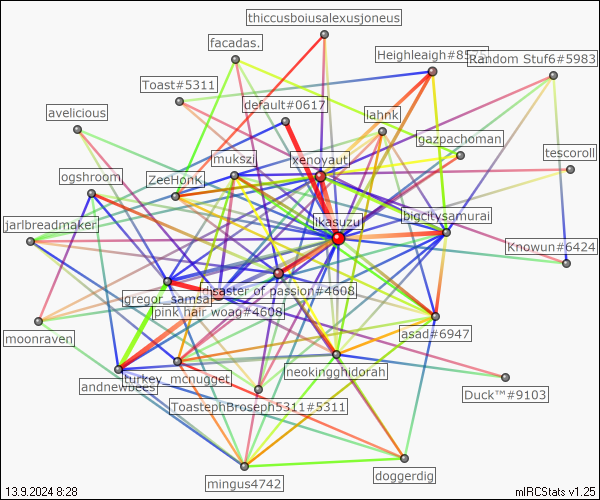 thiccusboiusalexusjoneus
facadas.
Heighleaigh#8575
Random Stuf6#5983
Toast#5311
default#0617
avelicious
lahnk
gazpachoman
mukszi
xenoyaut
tescoroll
ogshroom
ZeeHonK
jarlbreadmaker
ikasuzu
bigcitysamurai
Knowun#6424
disaster of passion#4608
gregor_samsa
pink hair woag#4608
moonraven
asad#6947
neokingghidorah
turkey_mcnugget
andnewbees
Duck™#9103
ToastephBroseph5311#5311
doggerdig
mingus4742
13.9.2024 8:28
mIRCStats v1.25